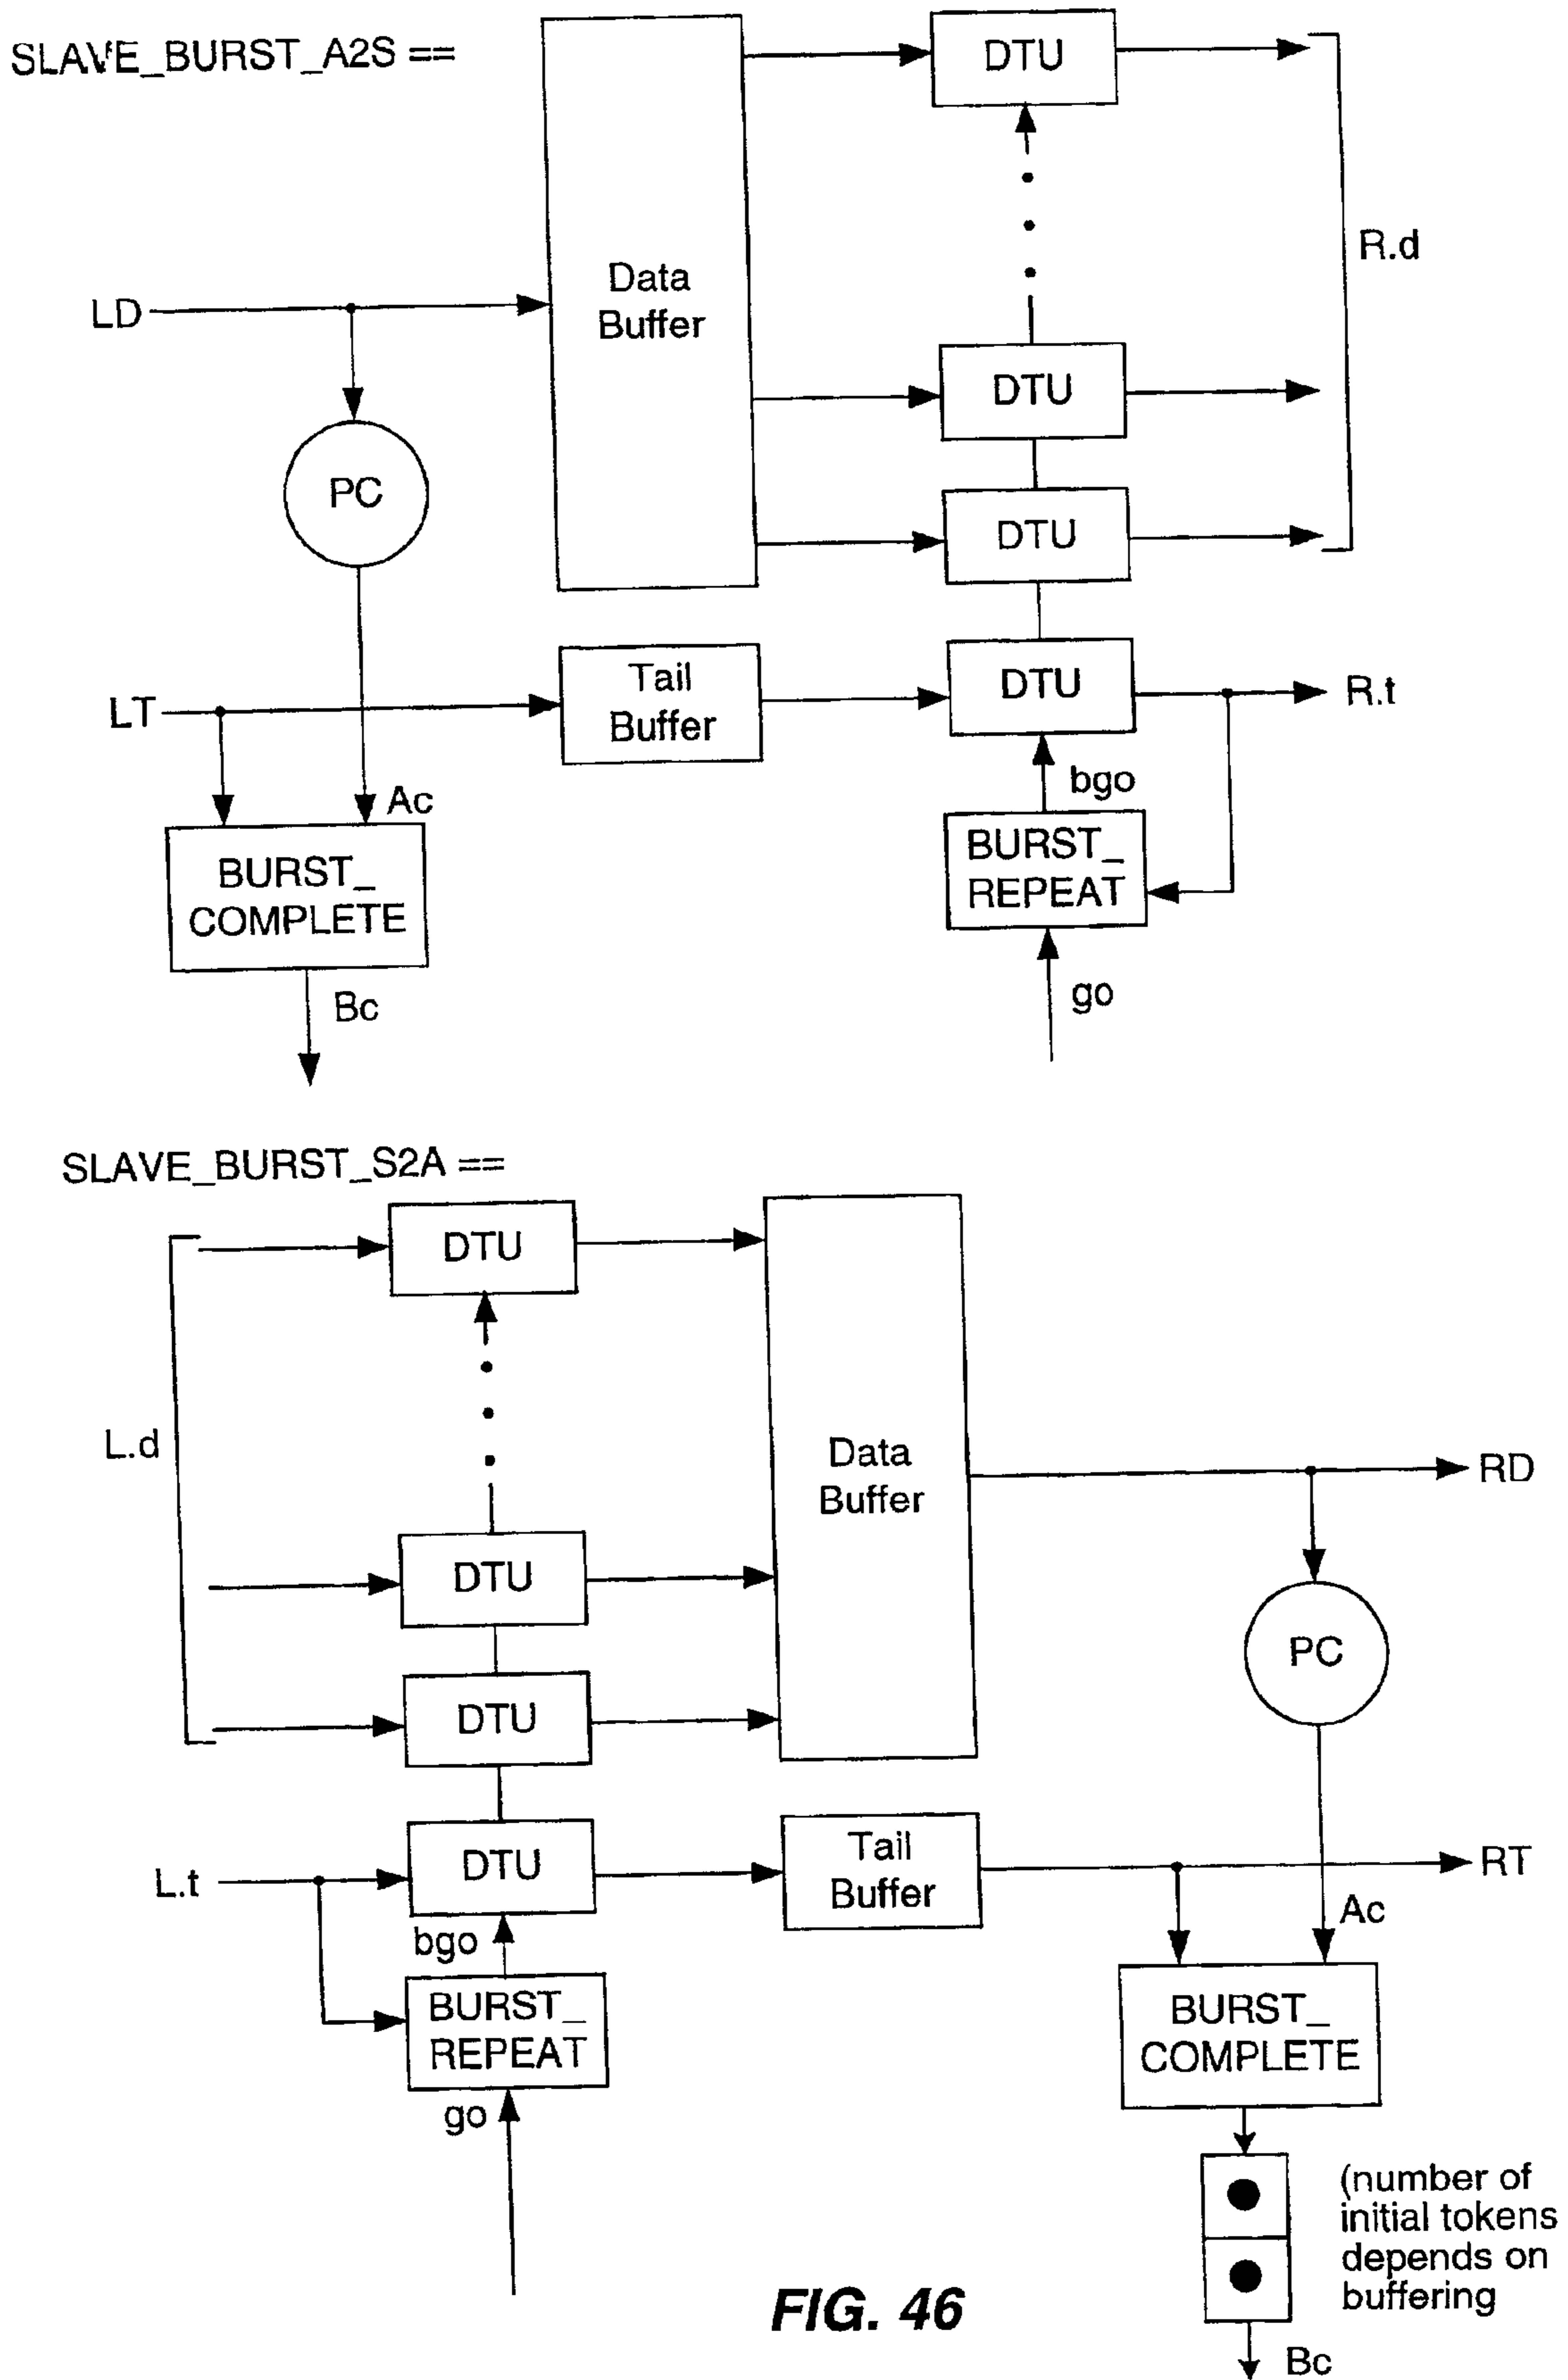 SLAVE_BURST_A2S ==
DTU
R.d
Data
Buffer
LD
DTU
PC
DTU
Tail
Buffer
DTU
LT
R.t
bgo
Ac
BURST_
REPEAT
BURST_
COMPLETE
go
Bc
SLAVE_BURST_S2A ==
DTU
L.d
Data
Buffer
RD
DTU
PC
DTU
Tail
Buffer
DTU
L.t
RT
bgo
Ac
BURST_
REPEAT
BURST_
COMPLETE
go
(number of
initial tokens
depends on
buffering
FIG. 46
Bc